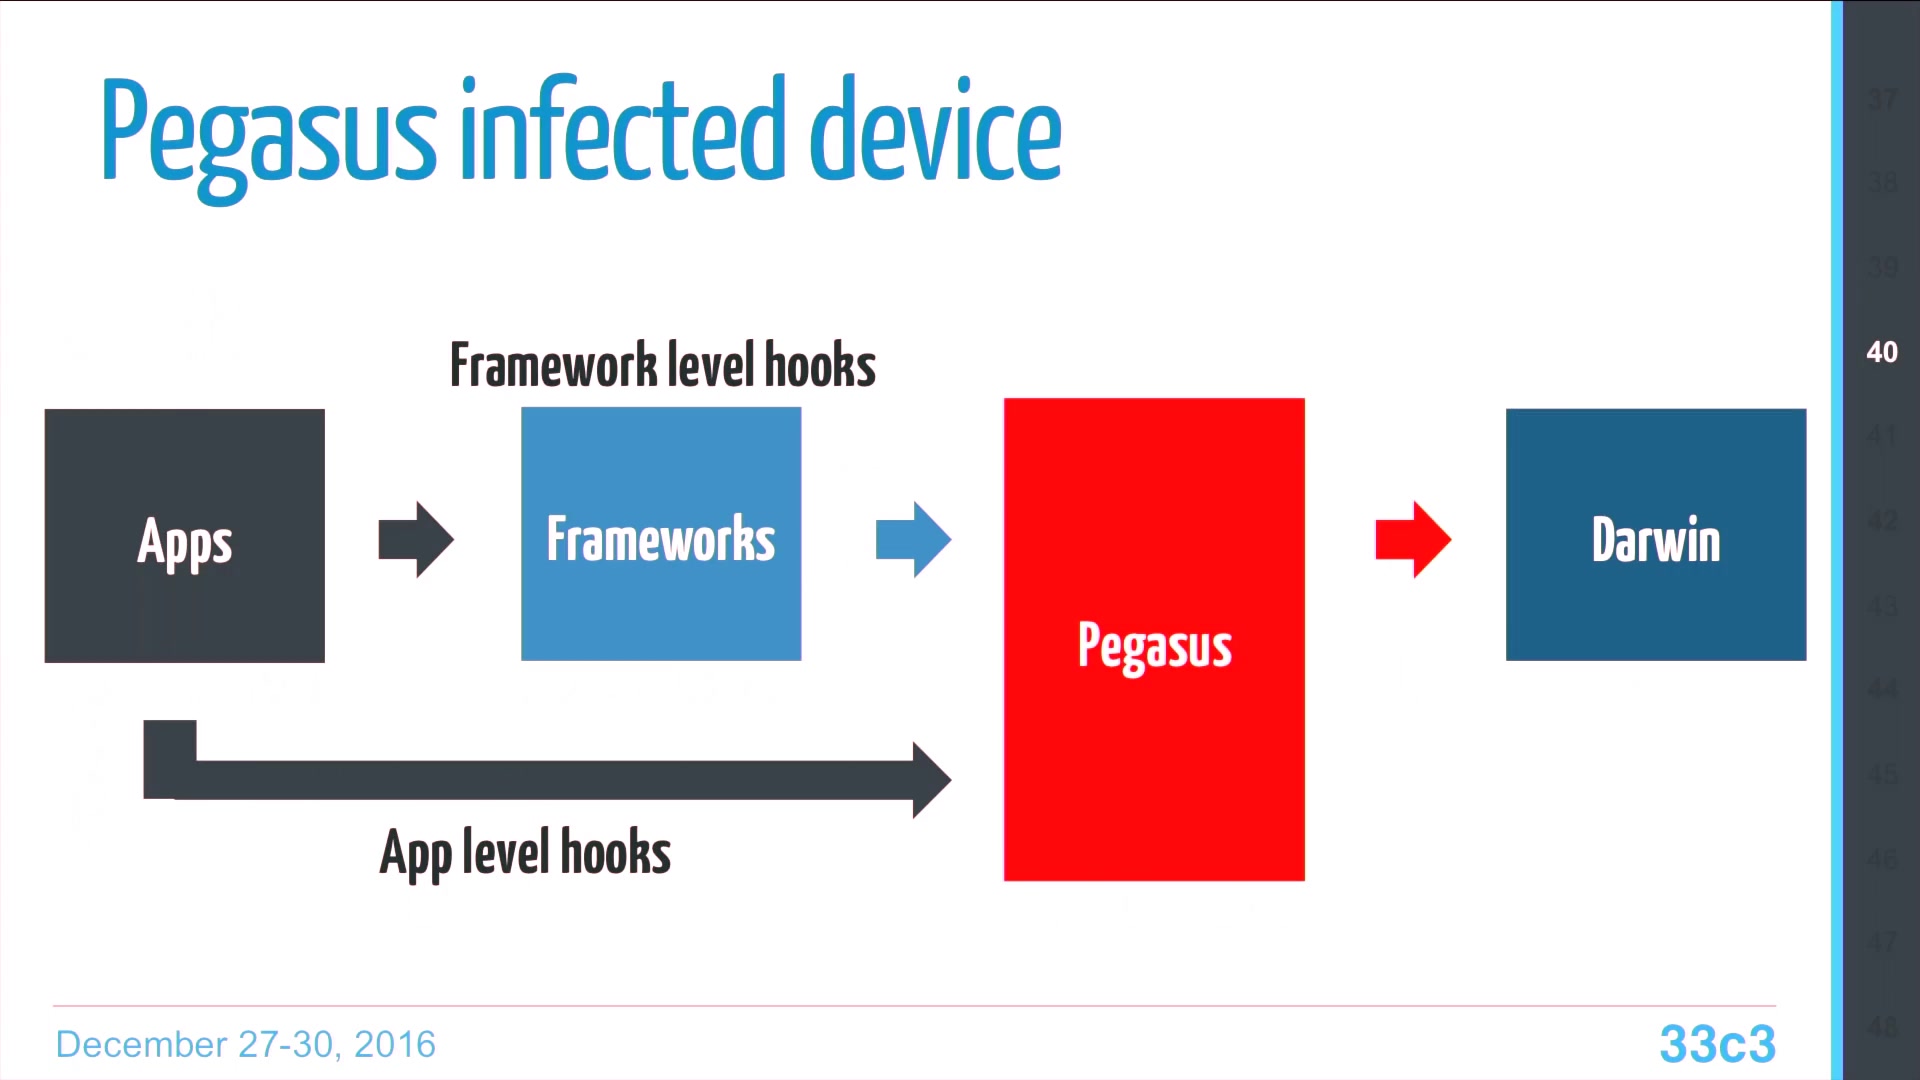 Pegasus infected device
Framework level hooks
Apps
Frameworks
Pegasus
Darwin
App level hooks
December 27-30, 2016
33c3
37
38
39
40
41
42
43
44
45
46
47
48